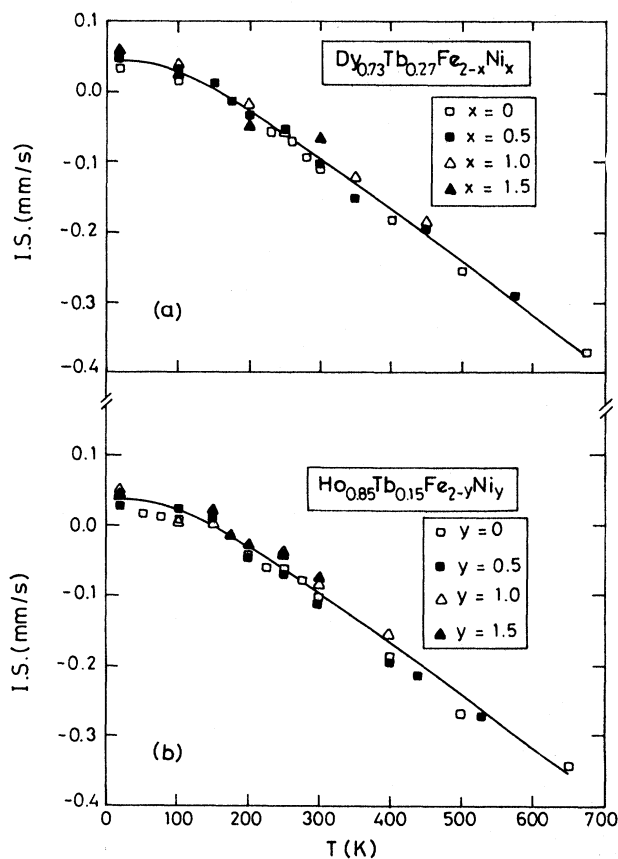 0.1
Dy0.73Tb0.27Fe2-xNix
0.0
x = 0
x = 0.5
-0.1
x = 1.0
x = 1.5
-0.2
I.S.(mm/s)
-0.3
(a)
-0.4
0.1
Ho0.85Tb0.15Fe2-yNiy
0.0
y = 0
y = 0.5
-0.1
y = 1.0
y = 1.5
-0.2
I.S.(mm/s)
-0.3
(b)
-0.4
0 100 200 300 400 500 600 700
T (K)